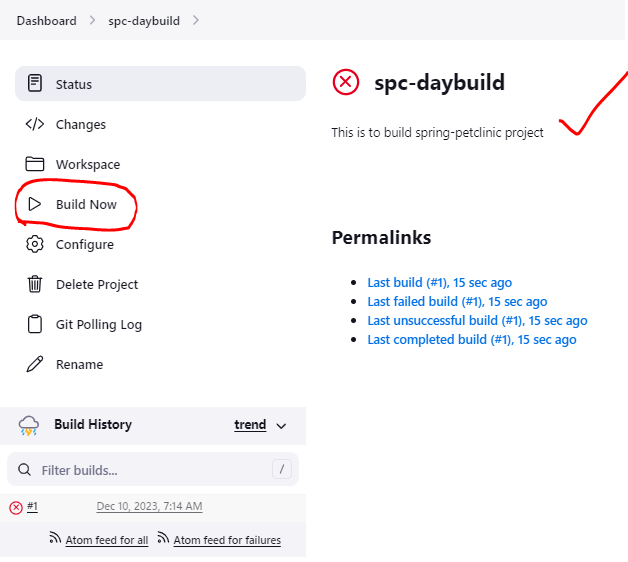 Dashboard > spc-daybuild >
Status
Changes
Workspace
Build Now
Configure
Delete Project
Git Polling Log
Rename
Build History trend
Filter builds... /
#1 Dec 10, 2023, 7:14 AM
Atom feed for all Atom feed for failures
spc-daybuild
This is to build spring-petclinic project
Permalinks
Last build (#1), 15 sec ago
Last failed build (#1), 15 sec ago
Last unsuccessful build (#1), 15 sec ago
Last completed build (#1), 15 sec ago